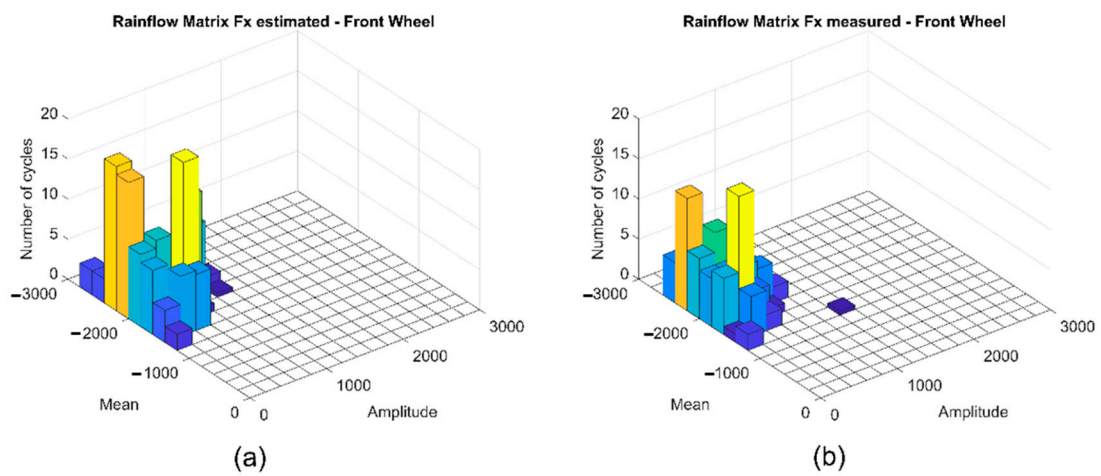 Rainflow Matrix Fx estimated - Front Wheel
Number of cycles
20
15
10
5
0
−3000
−2000
−1000
0
Mean
0
1000
2000
3000
Amplitude
(a)
Rainflow Matrix Fx measured - Front Wheel
Number of cycles
20
15
10
5
0
−3000
−2000
−1000
0
Mean
0
1000
2000
3000
Amplitude
(b)